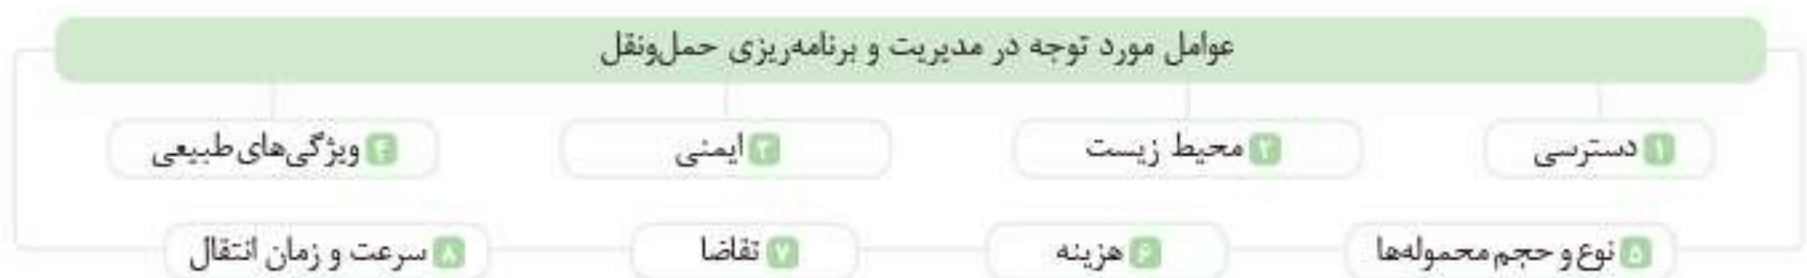 عوامل مورد توجه در مدیریت و برنامه‌ریزی حمل‌ونقل
۱ دسترسی
۲ محیط زیست
۳ ایمنی
۴ ویژگی‌های طبیعی
۵ نوع و حجم محموله‌ها
۶ هزینه
۷ تقاضا
۸ سرعت و زمان انتقال